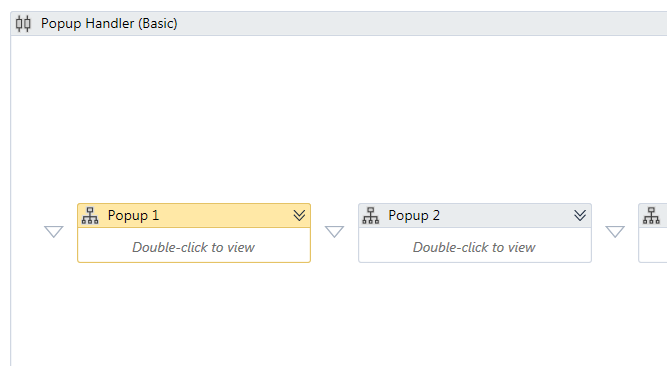 Popup Handler (Basic)
Popup 1
Double-click to view
Popup 2
Double-click to view